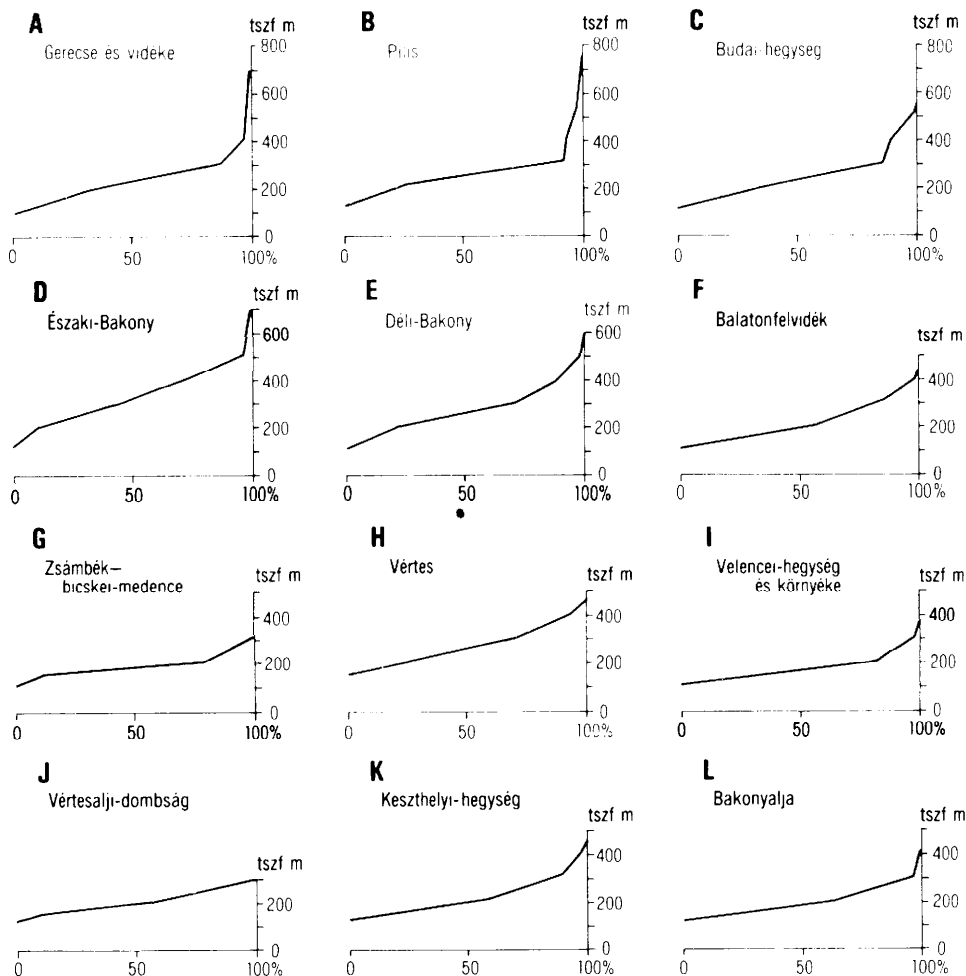 A
tszf m
Gerecse és vidéke
800
600
400
200
0
0
50
100%
B
tszf m
Pilis
800
600
400
200
0
0
50
100%
C
tszf m
Budai-hegység
800
600
400
200
0
0
50
100%
D
tszf m
Északi-Bakony
600
400
200
0
0
50
100%
E
tszf m
Déli-Bakony
600
400
200
0
0
50
100%
F
Balatonfelvidék
tszf m
400
200
0
0
50
100%
G
Zsámbék–
bicskei-medence
tszf m
400
200
0
0
50
100%
H
Vértes
tszf m
400
200
0
0
50
100%
I
Velencei-hegység
és környéke
tszf m
400
200
0
0
50
100%
J
Vértesalji-dombság
tszf m
200
0
0
50
100%
K
Keszthelyi-hegység
tszf m
400
200
0
0
50
100%
L
Bakonyalja
tszf m
400
200
0
0
50
100%